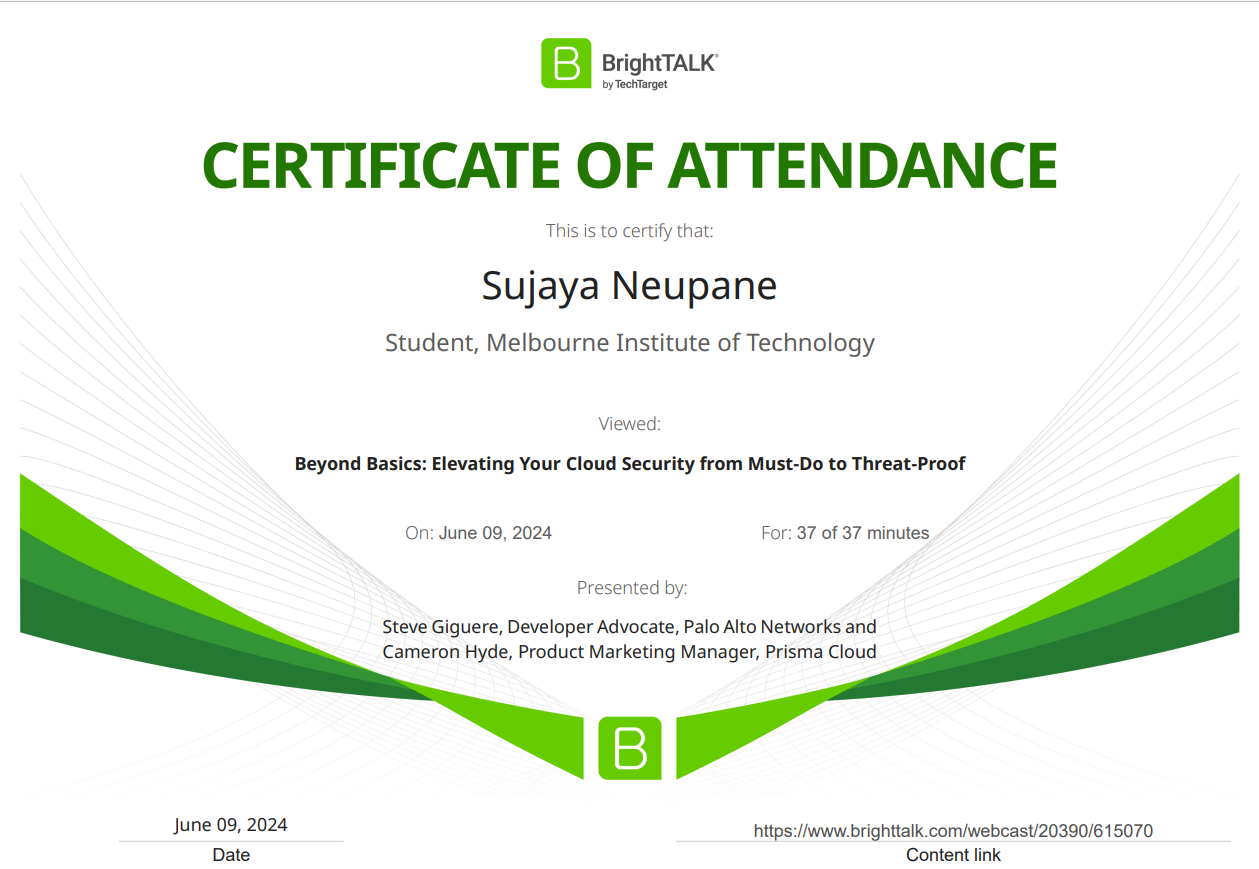 B BrightTALK®
by TechTarget
CERTIFICATE OF ATTENDANCE
This is to certify that:
Sujaya Neupane
Student, Melbourne Institute of Technology
Viewed:
Beyond Basics: Elevating Your Cloud Security from Must-Do to Threat-Proof
On: June 09, 2024 For: 37 of 37 minutes
Presented by:
Steve Giguere, Developer Advocate, Palo Alto Networks and
Cameron Hyde, Product Marketing Manager, Prisma Cloud
B
June 09, 2024 https://www.brighttalk.com/webcast/20390/615070
Date Content link